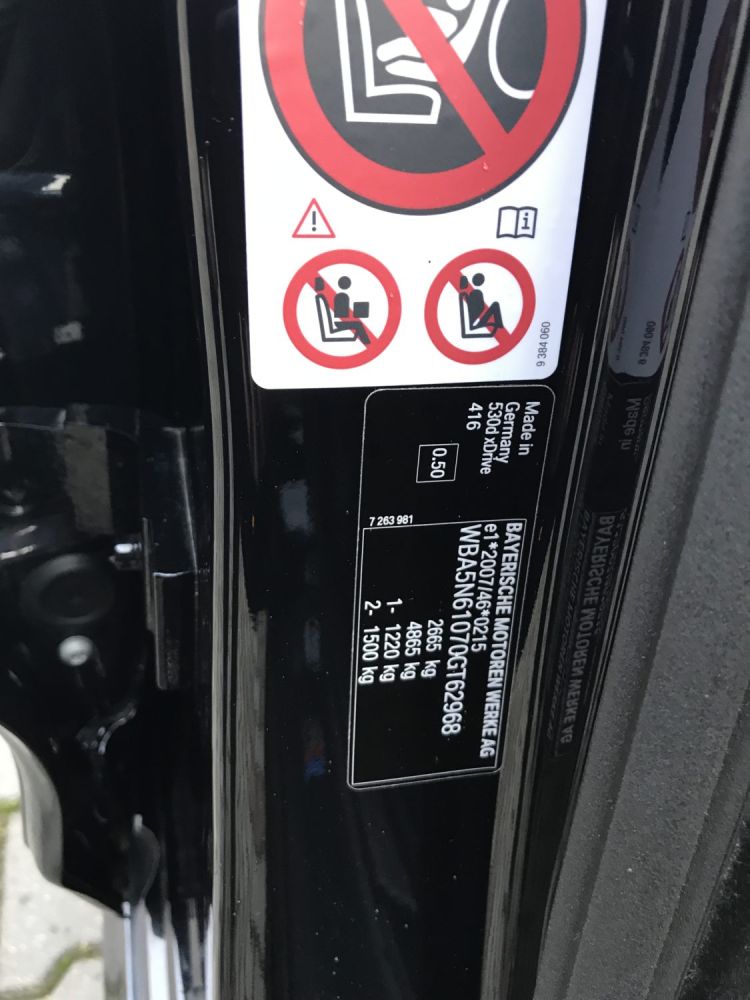 9 384 060
Made in
Germany
530d xDrive
416
0.50
7 263 981
BAYERISCHE MOTOREN WERKE AG
e1*2007/46*0215
WBA5N61070GT62968
2665 kg
4865 kg
1- 1220 kg
2- 1500 kg